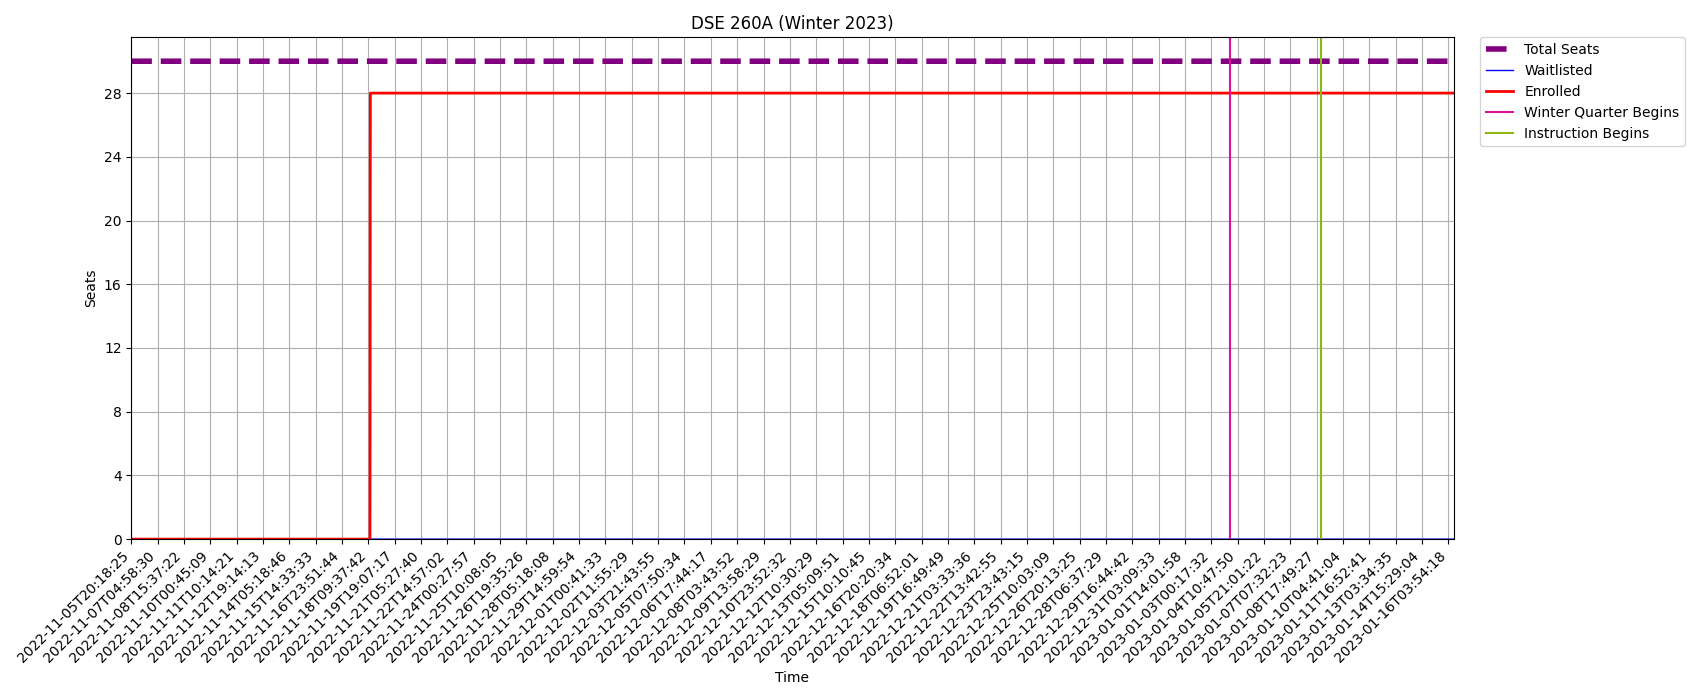 DSE 260A (Winter 2023)
Total Seats
Waitlisted
Enrolled
Winter Quarter Begins
Instruction Begins
Seats
28
24
20
16
12
8
4
0
2022-11-05T20:18:25
2022-11-07T04:58:30
2022-11-08T15:37:22
2022-11-10T00:45:09
2022-11-11T10:14:21
2022-11-12T19:14:13
2022-11-14T05:18:46
2022-11-15T14:33:33
2022-11-16T23:51:44
2022-11-18T09:37:42
2022-11-19T19:07:17
2022-11-21T05:27:40
2022-11-22T14:57:02
2022-11-24T00:27:57
2022-11-25T10:08:05
2022-11-26T19:35:26
2022-11-28T05:18:08
2022-11-29T14:59:54
2022-12-01T00:41:33
2022-12-02T11:55:29
2022-12-03T21:43:55
2022-12-05T07:50:34
2022-12-06T17:44:17
2022-12-08T03:43:52
2022-12-09T13:58:29
2022-12-10T23:52:32
2022-12-12T10:30:29
2022-12-13T05:09:51
2022-12-15T10:10:45
2022-12-16T20:20:34
2022-12-18T06:52:01
2022-12-19T16:49:49
2022-12-21T03:33:36
2022-12-22T13:42:55
2022-12-23T23:43:15
2022-12-25T10:03:09
2022-12-26T20:13:25
2022-12-28T06:37:29
2022-12-29T16:44:42
2022-12-31T03:09:33
2023-01-01T14:01:58
2023-01-03T00:17:32
2023-01-04T10:47:50
2023-01-05T21:01:22
2023-01-07T07:32:23
2023-01-08T17:49:27
2023-01-10T04:41:04
2023-01-11T16:52:41
2023-01-13T03:34:35
2023-01-14T15:29:04
2023-01-16T03:54:18
Time